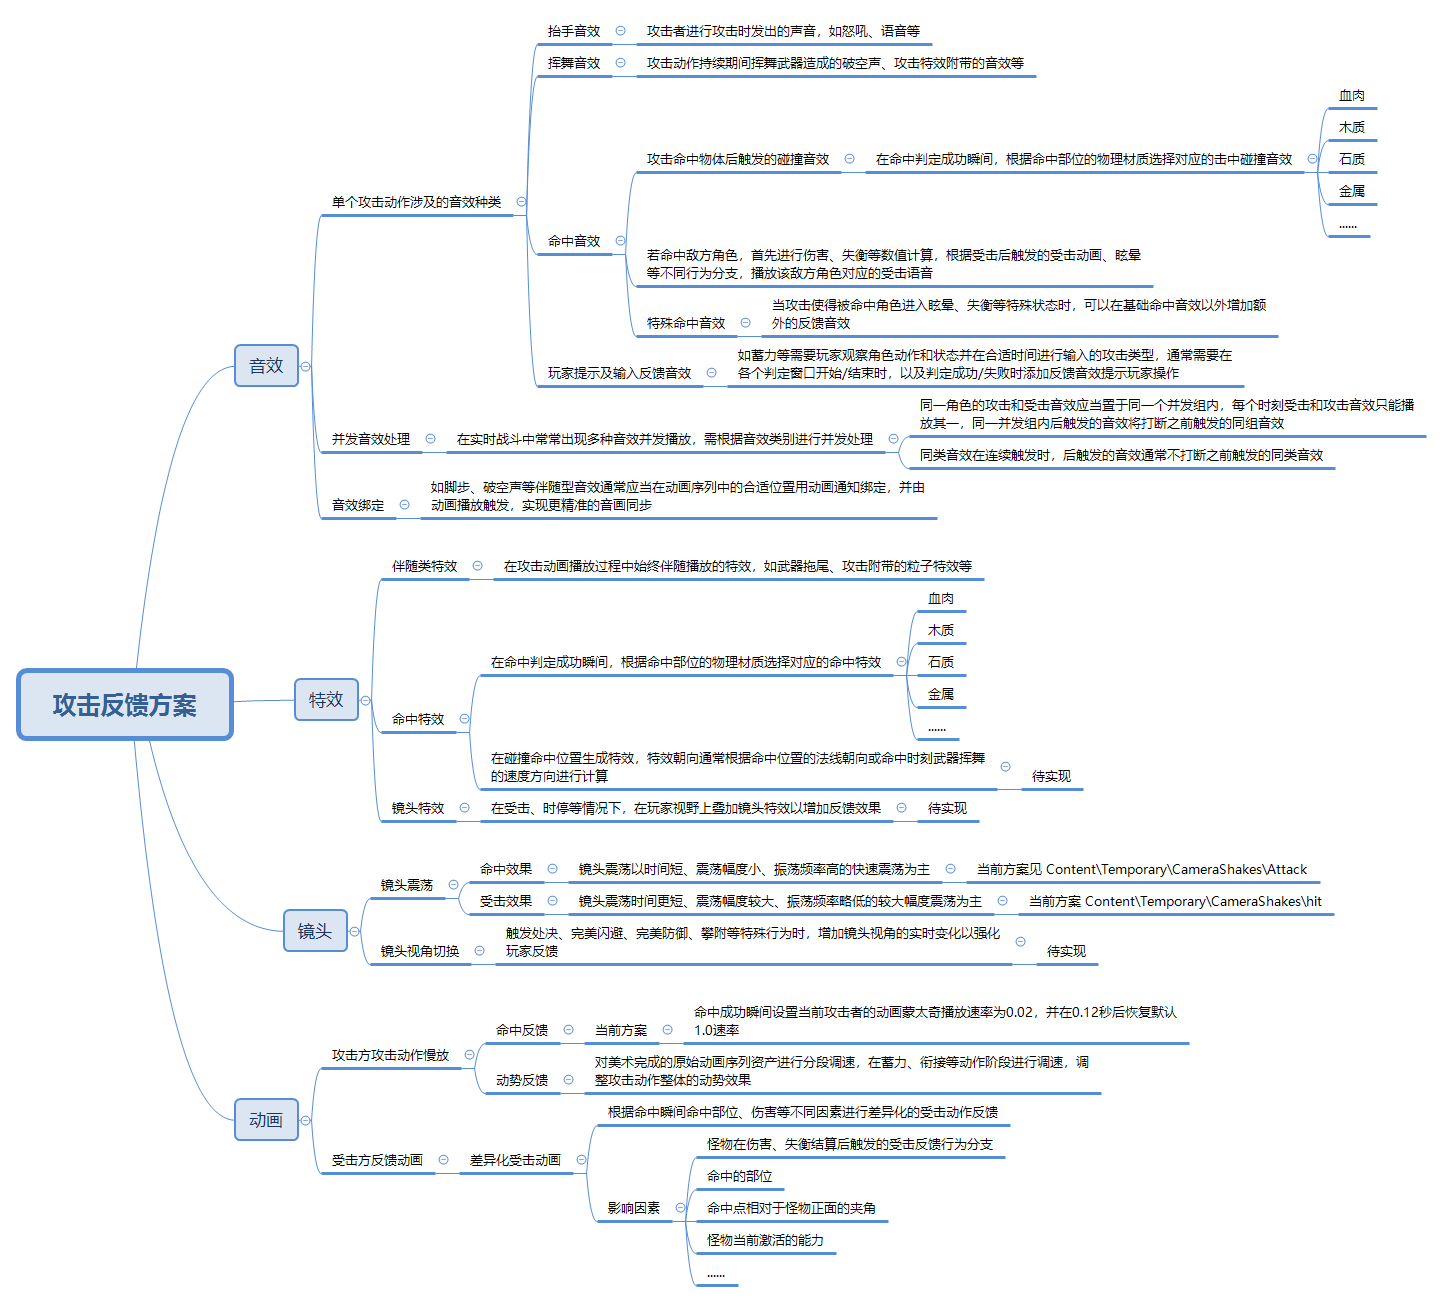 攻击反馈方案
音效
单个攻击动作涉及的音效种类
抬手音效
攻击者进行攻击时发出的声音，如怒吼、语音等
挥舞音效
攻击动作持续期间挥舞武器造成的破空声、攻击特效附带的音效等
命中音效
攻击命中物体后触发的碰撞音效
在命中判定成功瞬间，根据命中部位的物理材质选择对应的击中碰撞音效
血肉
木质
石质
金属
......
若命中敌方角色，首先进行伤害、失衡等数值计算，根据受击后触发的受击动画、眩晕
等不同行为分支，播放该敌方角色对应的受击语音
特殊命中音效
当攻击使得被命中角色进入眩晕、失衡等特殊状态时，可以在基础命中音效以外增加额
外的反馈音效
玩家提示及输入反馈音效
如蓄力等需要玩家观察角色动作和状态并在合适时间进行输入的攻击类型，通常需要在
各个判定窗口开始/结束时，以及判定成功/失败时添加反馈音效提示玩家操作
并发音效处理
在实时战斗中常常出现多种音效并发播放，需根据音效类别进行并发处理
同一角色的攻击和受击音效应当置于同一个并发组内，每个时刻受击和攻击音效只能播
放其一，同一并发组内后触发的音效将打断之前触发的同组音效
同类音效在连续触发时，后触发的音效通常不打断之前触发的同类音效
音效绑定
如脚步、破空声等伴随型音效通常应当在动画序列中的合适位置用动画通知绑定，并由
动画播放触发，实现更精准的音画同步
特效
伴随类特效
在攻击动画播放过程中始终伴随播放的特效，如武器拖尾、攻击附带的粒子特效等
命中特效
在命中判定成功瞬间，根据命中部位的物理材质选择对应的命中特效
血肉
木质
石质
金属
......
在碰撞命中位置生成特效，特效朝向通常根据命中位置的法线朝向或命中时刻武器挥舞
的速度方向进行计算
待实现
镜头特效
在受击、时停等情况下，在玩家视野上叠加镜头特效以增加反馈效果
待实现
镜头
镜头震荡
命中效果
镜头震荡以时间短、震荡幅度小、振荡频率高的快速震荡为主
当前方案见 Content\Temporary\CameraShakes\Attack
受击效果
镜头震荡时间更短、震荡幅度较大、振荡频率略低的较大幅度震荡为主
当前方案 Content\Temporary\CameraShakes\hit
镜头视角切换
触发处决、完美闪避、完美防御、攀附等特殊行为时，增加镜头视角的实时变化以强化
玩家反馈
待实现
动画
攻击方攻击动作慢放
命中反馈
当前方案
命中成功瞬间设置当前攻击者的动画蒙太奇播放速率为0.02，并在0.12秒后恢复默认
1.0速率
动势反馈
对美术完成的原始动画序列资产进行分段调速，在蓄力、衔接等动作阶段进行调速，调
整攻击动作整体的动势效果
受击方反馈动画
差异化受击动画
根据命中瞬间命中部位、伤害等不同因素进行差异化的受击动作反馈
影响因素
怪物在伤害、失衡结算后触发的受击反馈行为分支
命中的部位
命中点相对于怪物正面的夹角
怪物当前激活的能力
......